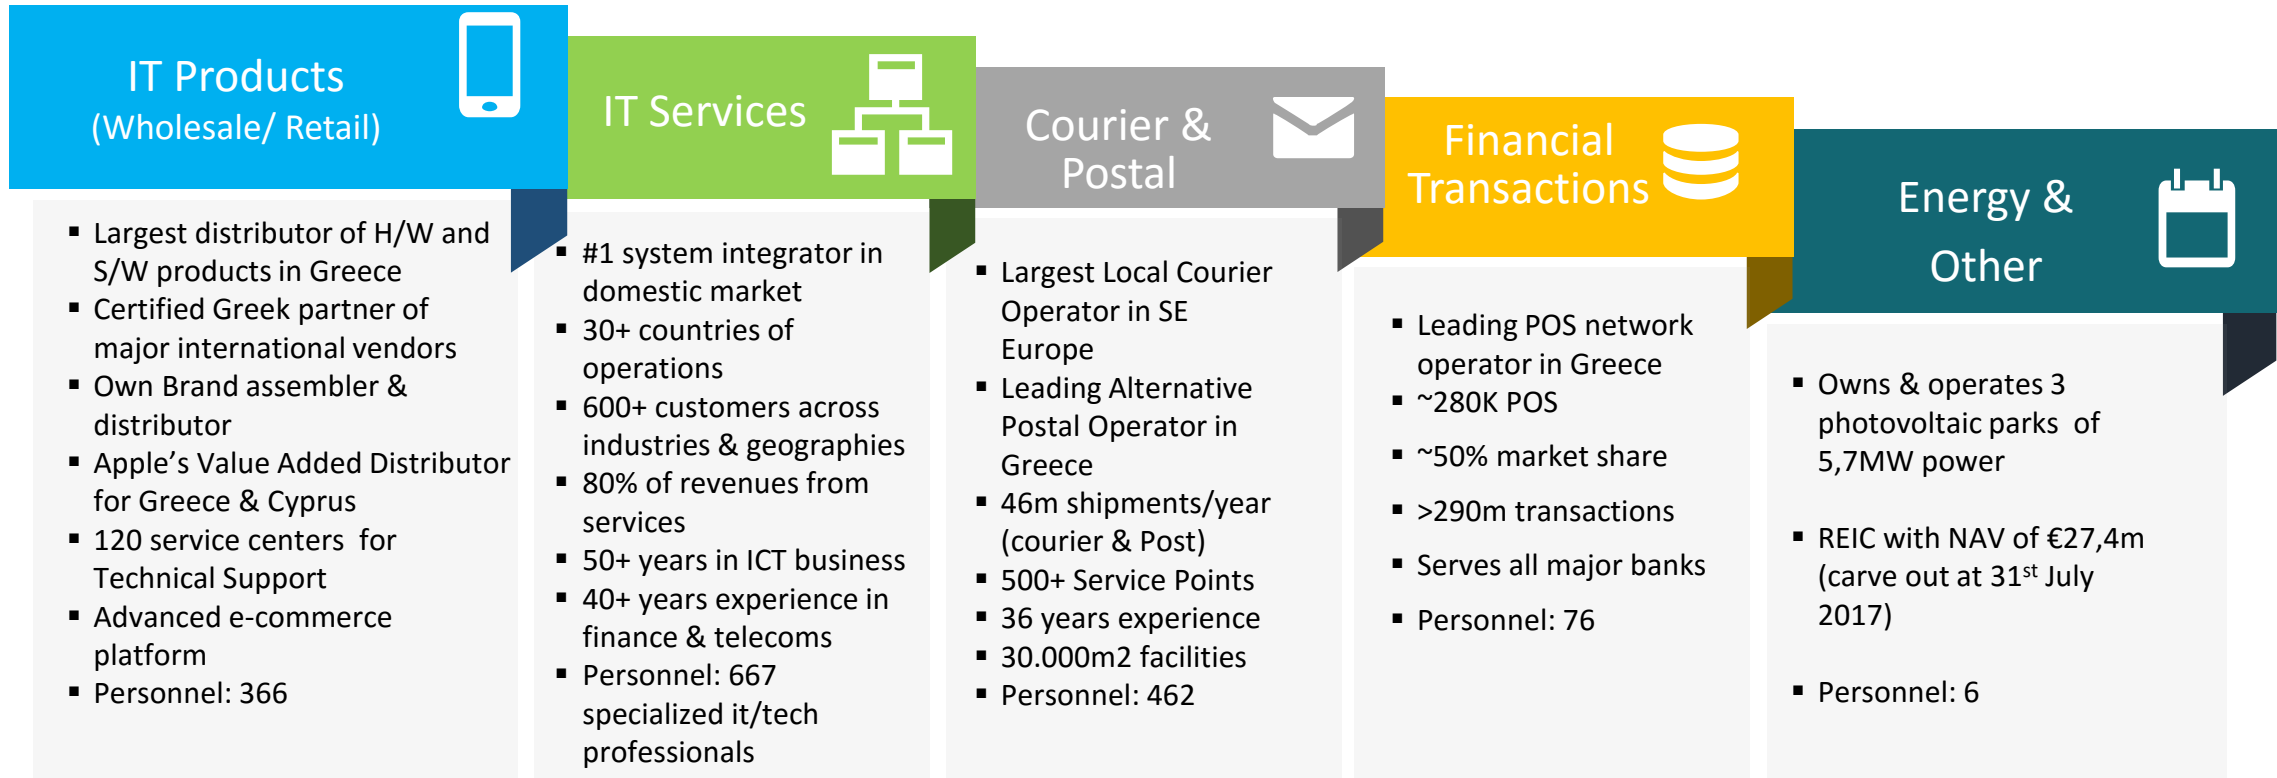 IT Products
(Wholesale/ Retail)
▪ Largest distributor of H/W and
S/W products in Greece
▪ Certified Greek partner of
major international vendors
▪ Own Brand assembler &
distributor
▪ Apple’s Value Added Distributor
for Greece & Cyprus
▪ 120 service centers  for
Technical Support
▪ Advanced e-commerce
platform
▪ Personnel: 366
IT Services
▪ #1 system integrator in
domestic market
▪ 30+ countries of
operations
▪ 600+ customers across
industries & geographies
▪ 80% of revenues from
services
▪ 50+ years in ICT business
▪ 40+ years experience in
finance & telecoms
▪ Personnel: 667
specialized it/tech
professionals
Courier &
Postal
▪ Largest Local Courier
Operator in SE
Europe
▪ Leading Alternative
Postal Operator in
Greece
▪ 46m shipments/year
(courier & Post)
▪ 500+ Service Points
▪ 36 years experience
▪ 30.000m2 facilities
▪ Personnel: 462
Financial
Transactions
▪ Leading POS network
operator in Greece
▪ ~280K POS
▪ ~50% market share
▪ >290m transactions
▪ Serves all major banks
▪ Personnel: 76
Energy &
Other
▪ Owns & operates 3
photovoltaic parks  of
5,7MW power
▪ REIC with NAV of €27,4m
(carve out at 31st July
2017)
▪ Personnel: 6